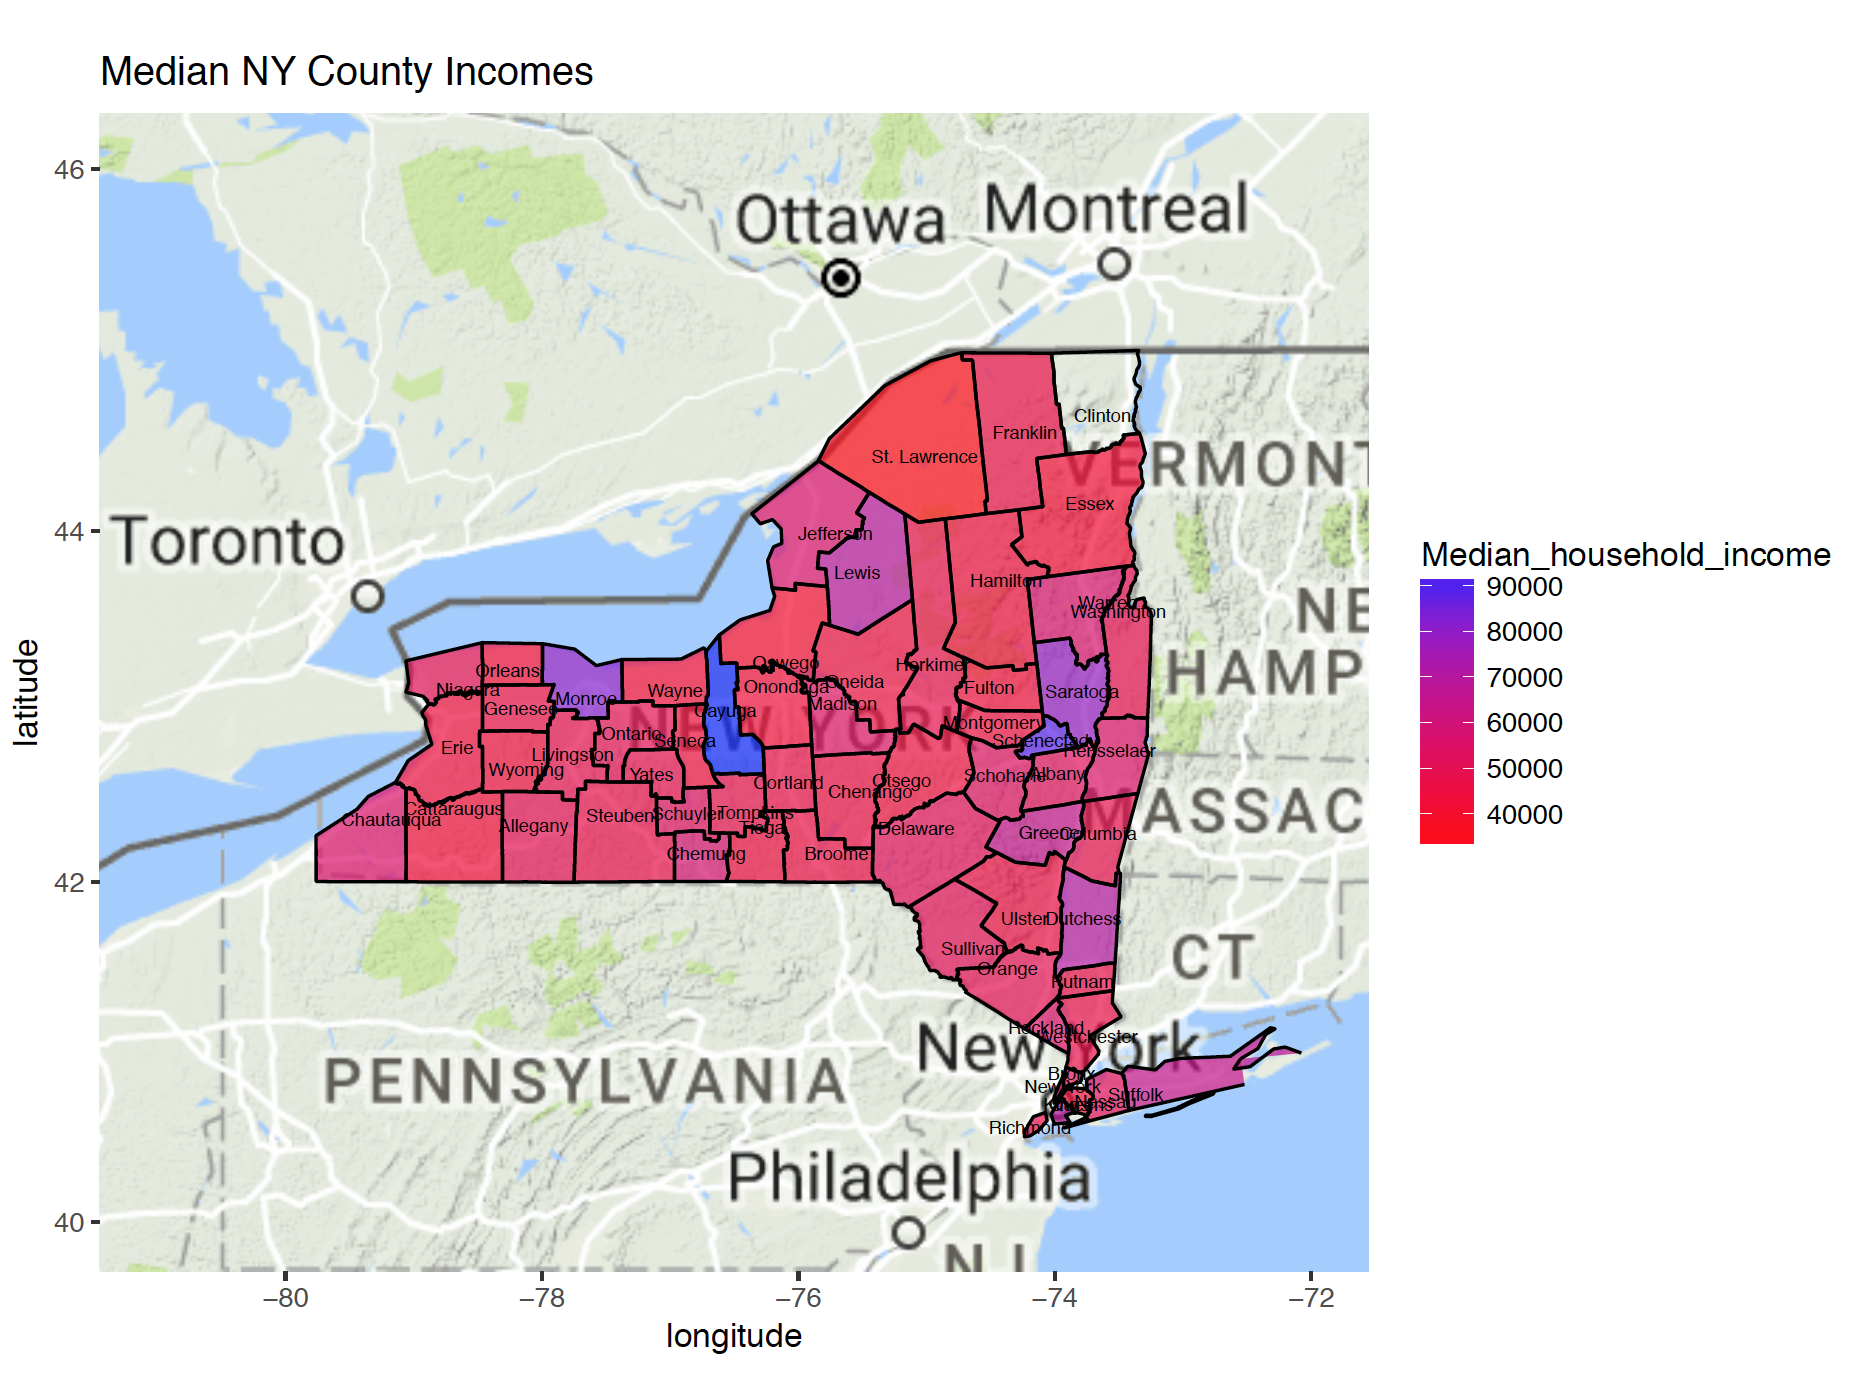 Median NY County Incomes
46
44
42
40
latitude
−80
−78
−76
−74
−72
longitude
Median_household_income
90000
80000
70000
60000
50000
40000
Ottawa
Montreal
Toronto
VERMONT
NE
HAMP
NEW YORK
MASSAC
CT
PENNSYLVANIA
New York
Philadelphia
N.J.
Clinton
Franklin
St. Lawrence
Essex
Jefferson
Lewis
Hamilton
Warren
Washington
Oswego
Herkimer
Orleans
Niagara
Genesee
Monroe
Wayne
Onondaga
Oneida
Madison
Fulton
Saratoga
Cayuga
Montgomery
Ontario
Seneca
Schenectady
Rensselaer
Erie
Wyoming
Livingston
Yates
Cortland
Chenango
Otsego
Schoharie
Albany
Chautauqua
Cattaraugus
Allegany
Steuben
Schuyler
Tompkins
Tioga
Chemung
Broome
Delaware
Greene
Columbia
Ulster
Dutchess
Sullivan
Orange
Putnam
Rockland
Westchester
Bronx
New York
Nassau
Suffolk
Richmond